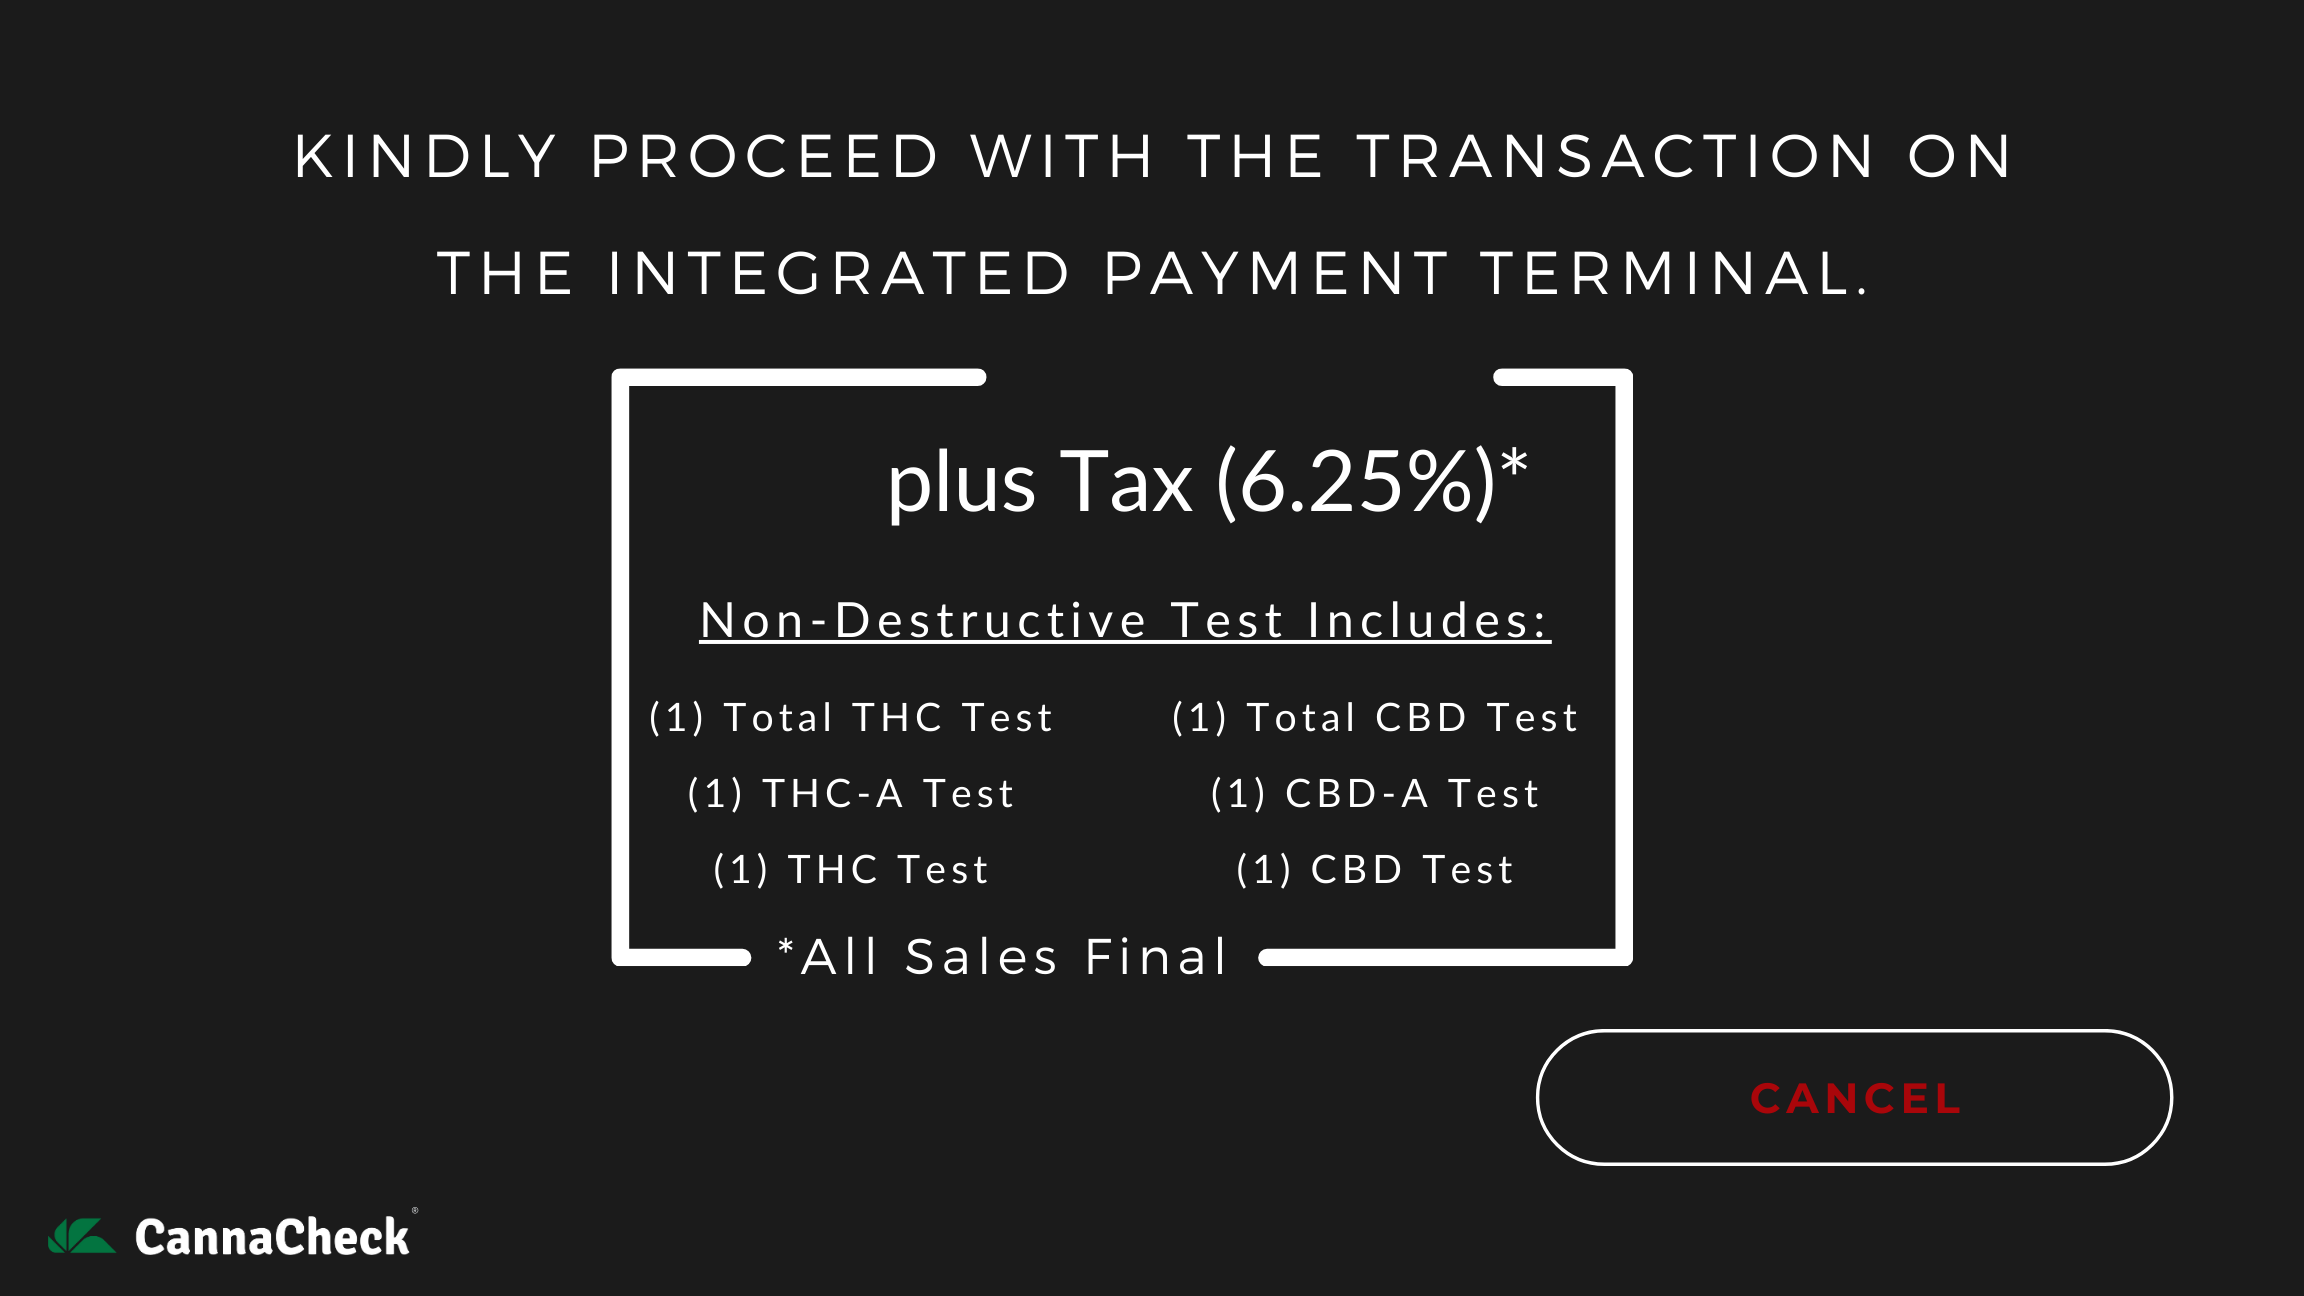 KINDLY PROCEED WITH THE TRANSACTION ON
THE INTEGRATED PAYMENT TERMINAL.
plus Tax (6.25%)*
Non-Destructive Test Includes:
(1) Total THC Test
(1) THC-A Test
(1) THC Test
(1) Total CBD Test
(1) CBD-A Test
(1) CBD Test
*All Sales Final
CANCEL
CannaCheck®